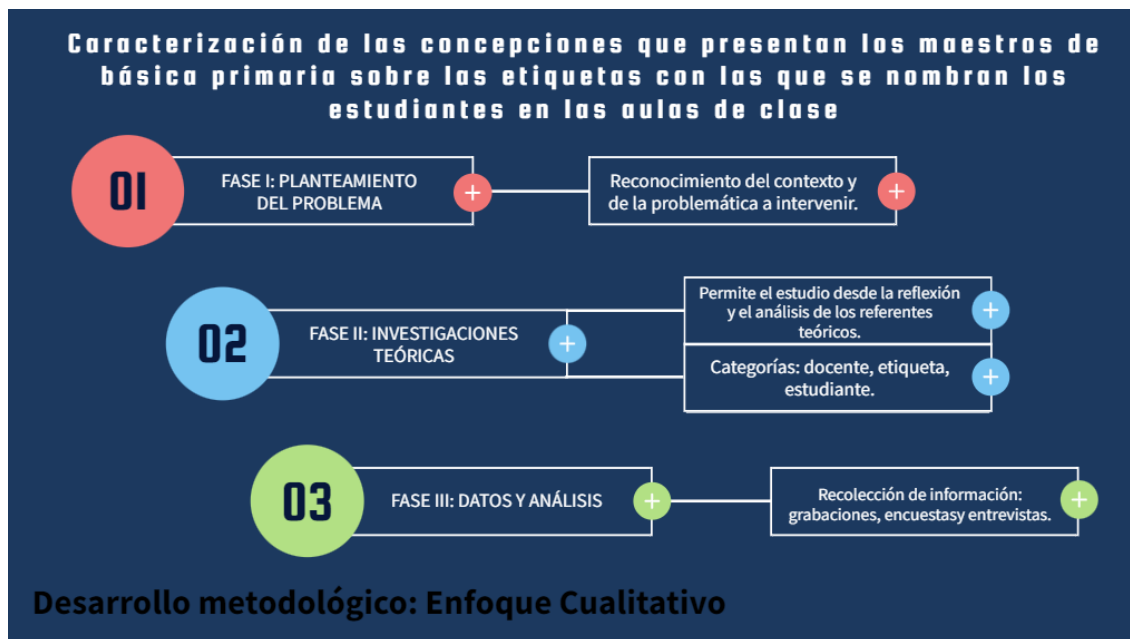 Caracterización de las concepciones que presentan los maestros de
básica primaria sobre las etiquetas con las que se nombran los
estudiantes en las aulas de clase
01
FASE I: PLANTEAMIENTO
DEL PROBLEMA
+
Reconocimiento del contexto y
de la problemática a intervenir.
+
02
FASE II: INVESTIGACIONES
TEÓRICAS
+
Permite el estudio desde la reflexión
y el análisis de los referentes
teóricos.
+
Categorías: docente, etiqueta,
estudiante.
+
03
FASE III: DATOS Y ANÁLISIS
+
Recolección de información:
grabaciones, encuestasy entrevistas.
+
Desarrollo metodológico: Enfoque Cualitativo